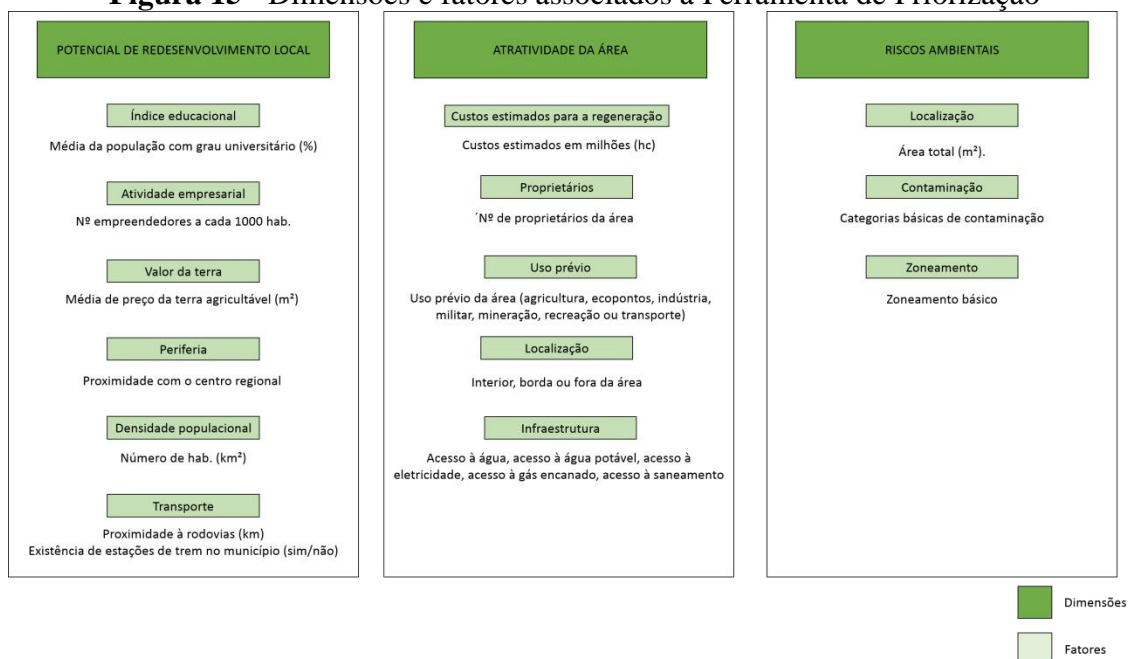 Figura 15 - Dimensões e fatores associados à Ferramenta de Priorização
POTENCIAL DE REDESENVOLVIMENTO LOCAL
Índice educacional
Média da população com grau universitário (%)
Atividade empresarial
Nº empreendedores a cada 1000 hab.
Valor da terra
Média de preço da terra agricultável (m²)
Periferia
Proximidade com o centro regional
Densidade populacional
Número de hab. (km²)
Transporte
Proximidade à rodovias (km)
Existência de estações de trem no município (sim/não)
ATRATIVIDADE DA ÁREA
Custos estimados para a regeneração
Custos estimados em milhões (hc)
Proprietários
´Nº de proprietários da área
Uso prévio
Uso prévio da área (agricultura, ecopontos, indústria,
militar, mineração, recreação ou transporte)
Localização
Interior, borda ou fora da área
Infraestrutura
Acesso à água, acesso à água potável, acesso à
eletricidade, acesso à gás encanado, acesso à saneamento
RISCOS AMBIENTAIS
Localização
Área total (m²).
Contaminação
Categorias básicas de contaminação
Zoneamento
Zoneamento básico
Dimensões
Fatores